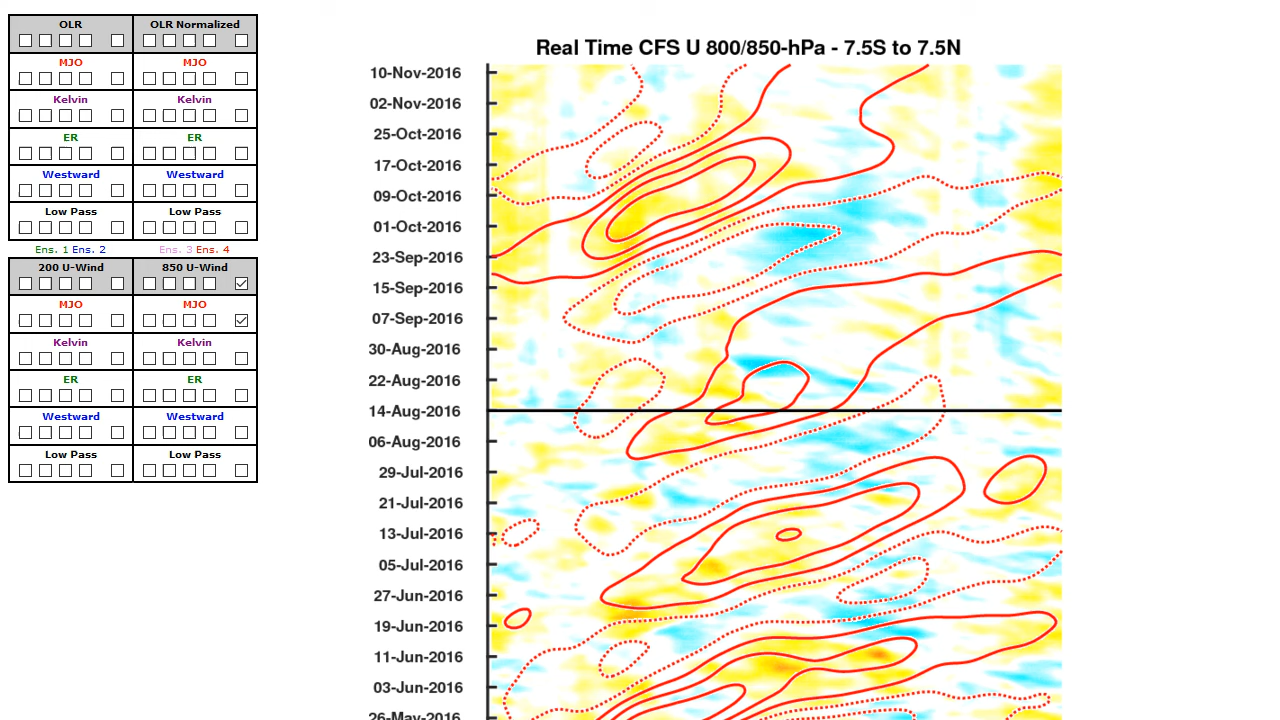 OLR OLR Normalized
MJO MJO
Kelvin Kelvin
ER ER
Westward Westward
Low Pass Low Pass
Ens. 1 Ens. 2 Ens. 3 Ens. 4
200 U-Wind 850 U-Wind
MJO MJO
Kelvin Kelvin
ER ER
Westward Westward
Low Pass Low Pass
Real Time CFS U 800/850-hPa - 7.5S to 7.5N
10-Nov-2016
02-Nov-2016
25-Oct-2016
17-Oct-2016
09-Oct-2016
01-Oct-2016
23-Sep-2016
15-Sep-2016
07-Sep-2016
30-Aug-2016
22-Aug-2016
14-Aug-2016
06-Aug-2016
29-Jul-2016
21-Jul-2016
13-Jul-2016
05-Jul-2016
27-Jun-2016
19-Jun-2016
11-Jun-2016
03-Jun-2016
26-May-2016